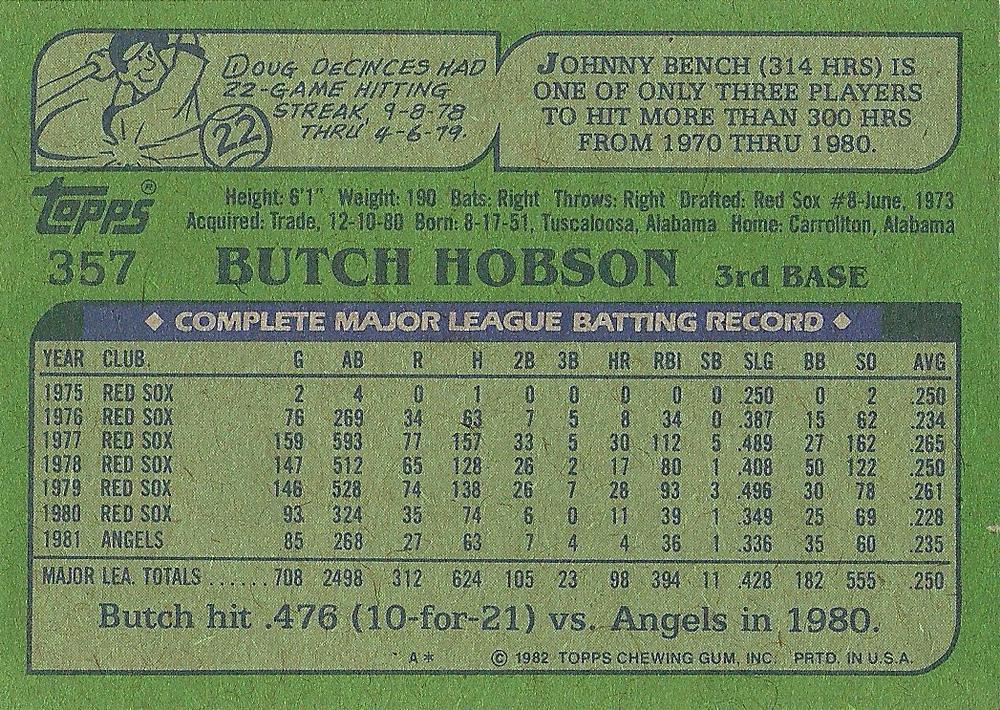 DOUG DECINCES HAD
22-GAME HITTING
STREAK, 9-8-78
THRU 4-6-79.
22
JOHNNY BENCH (314 HRS) IS
ONE OF ONLY THREE PLAYERS
TO HIT MORE THAN 300 HRS
FROM 1970 THRU 1980.
Topps®
Height: 6'1" Weight: 190 Bats: Right Throws: Right Drafted: Red Sox #8-June, 1973
Acquired: Trade, 12-10-80 Born: 8-17-51, Tuscaloosa, Alabama Home: Carrollton, Alabama
357 BUTCH HOBSON 3rd BASE
◆ COMPLETE MAJOR LEAGUE BATTING RECORD ◆
YEAR CLUB. G AB R H 2B 3B HR RBI SB SLG BB SO AVG
1975 RED SOX 2 4 0 1 0 0 0 0 0 .250 0 2 .250
1976 RED SOX 76 269 34 63 7 5 8 34 0 .387 15 62 .234
1977 RED SOX 159 593 77 157 33 5 30 112 5 .489 27 162 .265
1978 RED SOX 147 512 65 128 26 2 17 80 1 .408 50 122 .250
1979 RED SOX 146 528 74 138 26 7 28 93 3 .496 30 78 .261
1980 RED SOX 93 324 35 74 6 0 11 39 1 .349 25 69 .228
1981 ANGELS 85 268 27 63 7 4 4 36 1 .336 35 60 .235
MAJOR LEA. TOTALS ...... 708 2498 312 624 105 23 98 394 11 .428 182 555 .250
Butch hit .476 (10-for-21) vs. Angels in 1980.
A* © 1982 TOPPS CHEWING GUM, INC. PRTD. IN U.S.A.